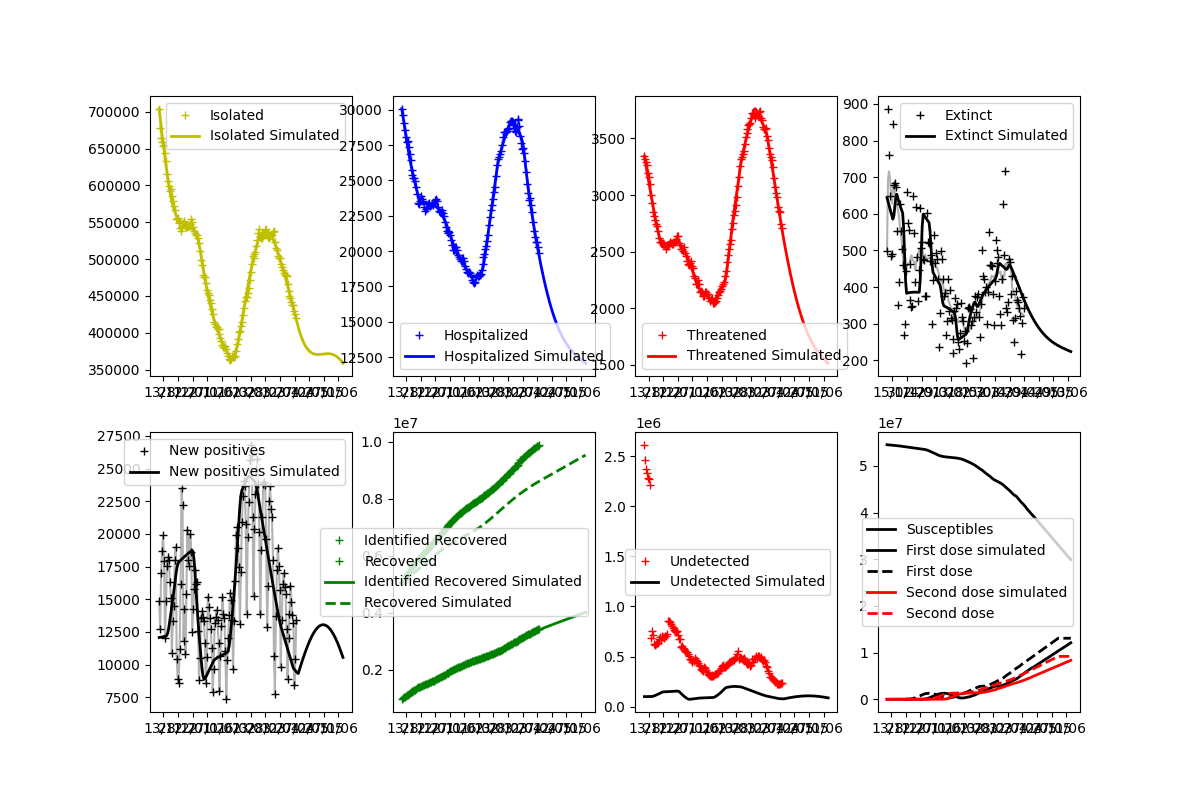 700000
650000
600000
550000
500000
450000
400000
350000
Isolated
Isolated Simulated
30000
27500
25000
22500
20000
17500
15000
12500
Hospitalized
Hospitalized Simulated
3500
3000
2500
2000
1500
Threatened
Threatened Simulated
900
800
700
600
500
400
300
200
Extinct
Extinct Simulated
27500
25000
22500
20000
17500
15000
12500
10000
7500
New positives
New positives Simulated
1e7
1.0
0.8
0.6
0.4
0.2
Identified Recovered
Recovered
Identified Recovered Simulated
Recovered Simulated
1e6
2.5
2.0
1.5
1.0
0.5
0.0
Undetected
Undetected Simulated
1e7
5
4
3
2
1
0
Susceptibles
First dose simulated
First dose
Second dose simulated
Second dose